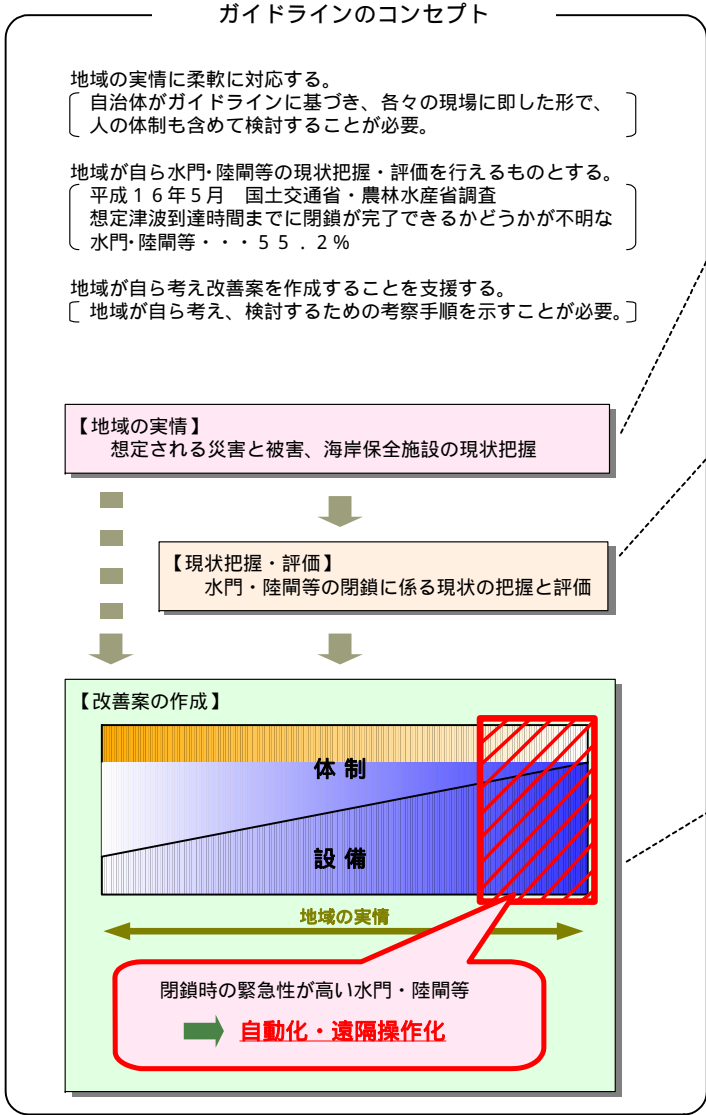 ガイドラインのコンセプト
地域の実情に柔軟に対応する。
自治体がガイドラインに基づき、各々の現場に即した形で、
人の体制も含めて検討することが必要。
地域が自ら水門・陸閘等の現状把握・評価を行えるものとする。
平成１６年５月　国土交通省・農林水産省調査
想定津波到達時間までに閉鎖が完了できるかどうかが不明な
水門・陸閘等・・・５５．２％
地域が自ら考え改善案を作成することを支援する。
地域が自ら考え、検討するための考察手順を示すことが必要。
【地域の実情】
想定される災害と被害、海岸保全施設の現状把握
【現状把握・評価】
水門・陸閘等の閉鎖に係る現状の把握と評価
【改善案の作成】
体 制
設 備
地域の実情
閉鎖時の緊急性が高い水門・陸閘等
自動化・遠隔操作化